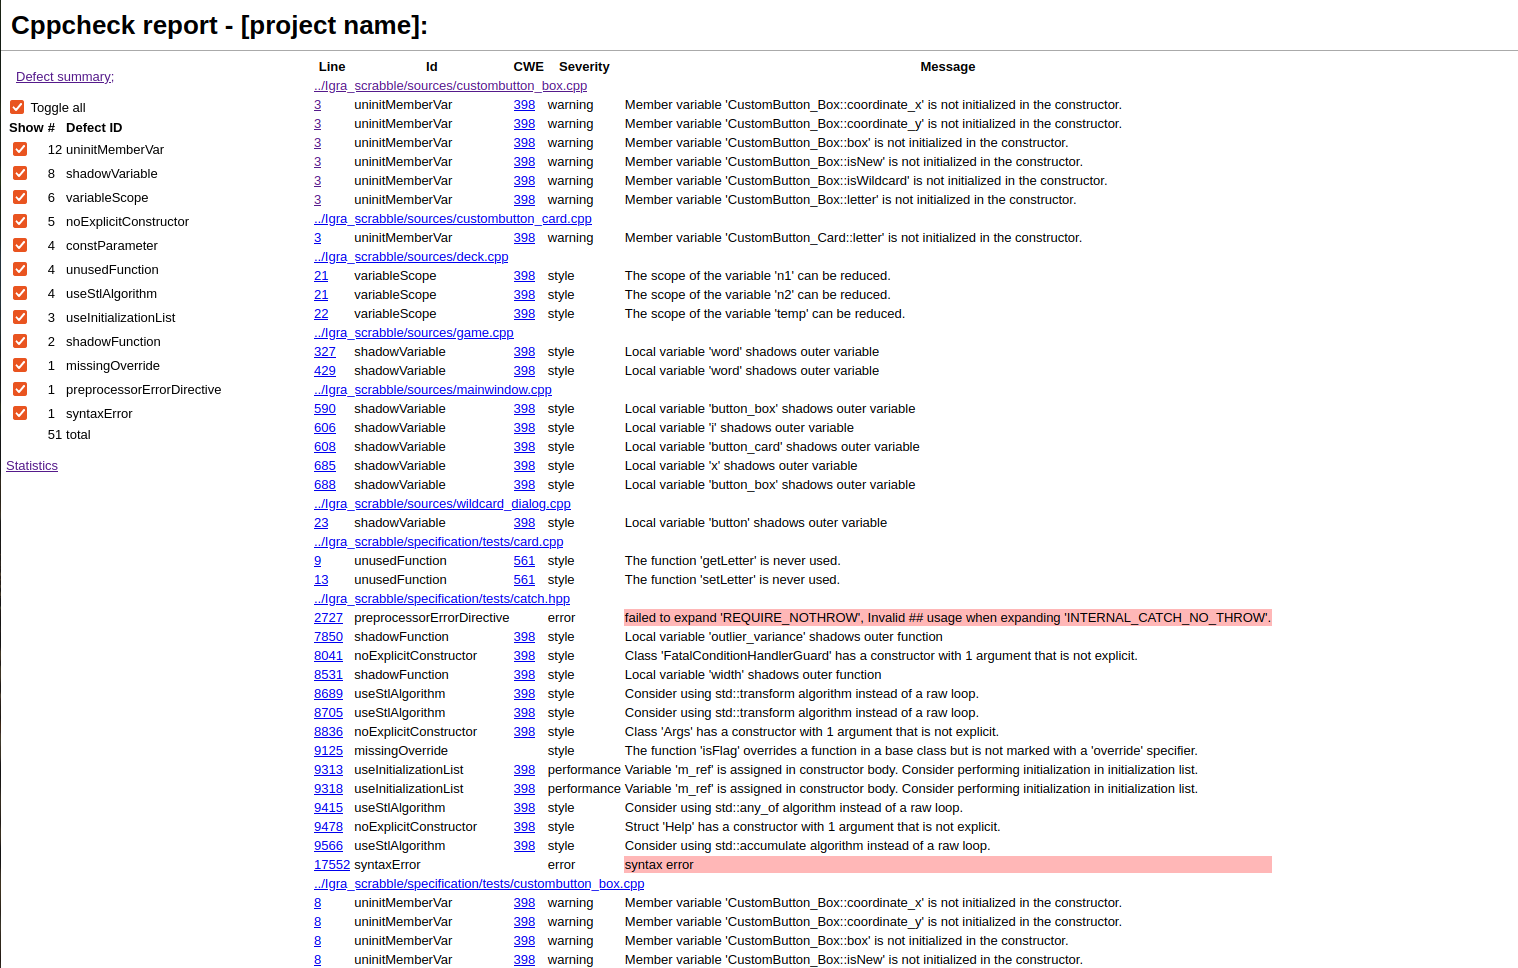 Cppcheck report - [project name]:
Defect summary;
Toggle all
Show # Defect ID
12 uninitMemberVar
8 shadowVariable
6 variableScope
5 noExplicitConstructor
4 constParameter
4 unusedFunction
4 useStlAlgorithm
3 useInitializationList
2 shadowFunction
1 missingOverride
1 preprocessorErrorDirective
1 syntaxError
51 total
Statistics
Line Id CWE Severity Message
../Igra_scrabble/sources/custombutton_box.cpp
3 uninitMemberVar 398 warning Member variable 'CustomButton_Box::coordinate_x' is not initialized in the constructor.
3 uninitMemberVar 398 warning Member variable 'CustomButton_Box::coordinate_y' is not initialized in the constructor.
3 uninitMemberVar 398 warning Member variable 'CustomButton_Box::box' is not initialized in the constructor.
3 uninitMemberVar 398 warning Member variable 'CustomButton_Box::isNew' is not initialized in the constructor.
3 uninitMemberVar 398 warning Member variable 'CustomButton_Box::isWildcard' is not initialized in the constructor.
3 uninitMemberVar 398 warning Member variable 'CustomButton_Box::letter' is not initialized in the constructor.
../Igra_scrabble/sources/custombutton_card.cpp
3 uninitMemberVar 398 warning Member variable 'CustomButton_Card::letter' is not initialized in the constructor.
../Igra_scrabble/sources/deck.cpp
21 variableScope 398 style The scope of the variable 'n1' can be reduced.
21 variableScope 398 style The scope of the variable 'n2' can be reduced.
22 variableScope 398 style The scope of the variable 'temp' can be reduced.
../Igra_scrabble/sources/game.cpp
327 shadowVariable 398 style Local variable 'word' shadows outer variable
429 shadowVariable 398 style Local variable 'word' shadows outer variable
../Igra_scrabble/sources/mainwindow.cpp
590 shadowVariable 398 style Local variable 'button_box' shadows outer variable
606 shadowVariable 398 style Local variable 'i' shadows outer variable
608 shadowVariable 398 style Local variable 'button_card' shadows outer variable
685 shadowVariable 398 style Local variable 'x' shadows outer variable
688 shadowVariable 398 style Local variable 'button_box' shadows outer variable
../Igra_scrabble/sources/wildcard_dialog.cpp
23 shadowVariable 398 style Local variable 'button' shadows outer variable
../Igra_scrabble/specification/tests/card.cpp
9 unusedFunction 561 style The function 'getLetter' is never used.
13 unusedFunction 561 style The function 'setLetter' is never used.
../Igra_scrabble/specification/tests/catch.hpp
2727 preprocessorErrorDirective error failed to expand 'REQUIRE_NOTHROW', Invalid ## usage when expanding 'INTERNAL_CATCH_NO_THROW'.
7850 shadowFunction 398 style Local variable 'outlier_variance' shadows outer function
8041 noExplicitConstructor 398 style Class 'FatalConditionHandlerGuard' has a constructor with 1 argument that is not explicit.
8531 shadowFunction 398 style Local variable 'width' shadows outer function
8689 useStlAlgorithm 398 style Consider using std::transform algorithm instead of a raw loop.
8705 useStlAlgorithm 398 style Consider using std::transform algorithm instead of a raw loop.
8836 noExplicitConstructor 398 style Class 'Args' has a constructor with 1 argument that is not explicit.
9125 missingOverride style The function 'isFlag' overrides a function in a base class but is not marked with a 'override' specifier.
9313 useInitializationList 398 performance Variable 'm_ref' is assigned in constructor body. Consider performing initialization in initialization list.
9318 useInitializationList 398 performance Variable 'm_ref' is assigned in constructor body. Consider performing initialization in initialization list.
9415 useStlAlgorithm 398 style Consider using std::any_of algorithm instead of a raw loop.
9478 noExplicitConstructor 398 style Struct 'Help' has a constructor with 1 argument that is not explicit.
9566 useStlAlgorithm 398 style Consider using std::accumulate algorithm instead of a raw loop.
17552 syntaxError error syntax error
../Igra_scrabble/specification/tests/custombutton_box.cpp
8 uninitMemberVar 398 warning Member variable 'CustomButton_Box::coordinate_x' is not initialized in the constructor.
8 uninitMemberVar 398 warning Member variable 'CustomButton_Box::coordinate_y' is not initialized in the constructor.
8 uninitMemberVar 398 warning Member variable 'CustomButton_Box::box' is not initialized in the constructor.
8 uninitMemberVar 398 warning Member variable 'CustomButton_Box::isNew' is not initialized in the constructor.